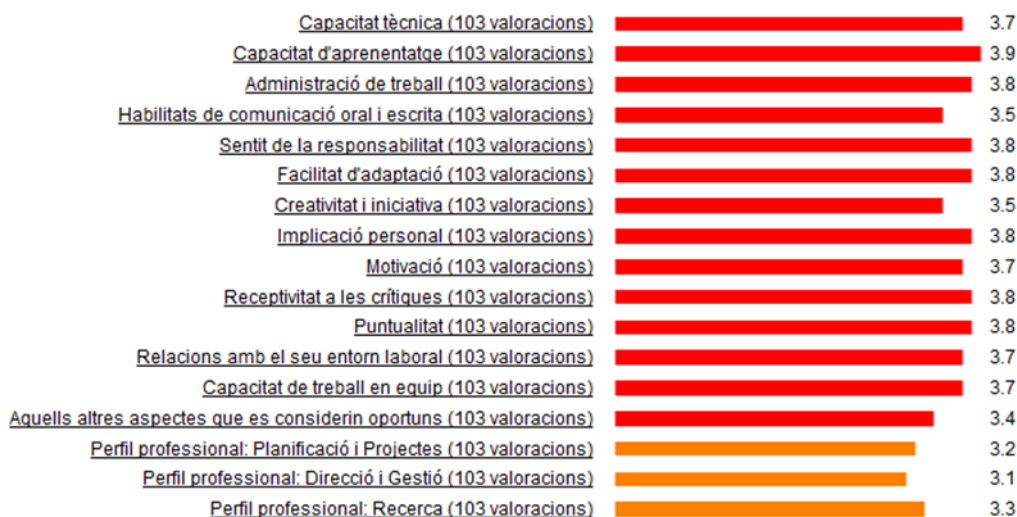 Capacitat tècnica (103 valoracions) 3.7
Capacitat d'aprenentatge (103 valoracions) 3.9
Administració de treball (103 valoracions) 3.8
Habilitats de comunicació oral i escrita (103 valoracions) 3.5
Sentit de la responsabilitat (103 valoracions) 3.8
Facilitat d'adaptació (103 valoracions) 3.8
Creativitat i iniciativa (103 valoracions) 3.5
Implicació personal (103 valoracions) 3.8
Motivació (103 valoracions) 3.7
Receptivitat a les crítiques (103 valoracions) 3.8
Puntualitat (103 valoracions) 3.8
Relacions amb el seu entorn laboral (103 valoracions) 3.7
Capacitat de treball en equip (103 valoracions) 3.7
Aquells altres aspectes que es considerin oportuns (103 valoracions) 3.4
Perfil professional: Planificació i Projectes (103 valoracions) 3.2
Perfil professional: Direcció i Gestió (103 valoracions) 3.1
Perfil professional: Recerca (103 valoracions) 3.3